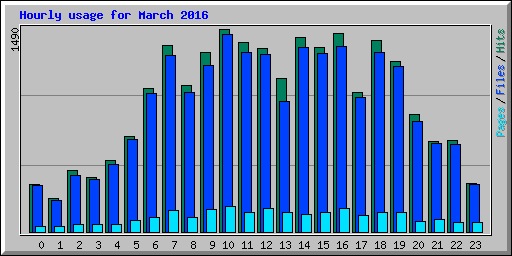 Hourly usage for March 2016
1490
Pages/Files/Hits
0 1 2 3 4 5 6 7 8 9 10 11 12 13 14 15 16 17 18 19 20 21 22 23